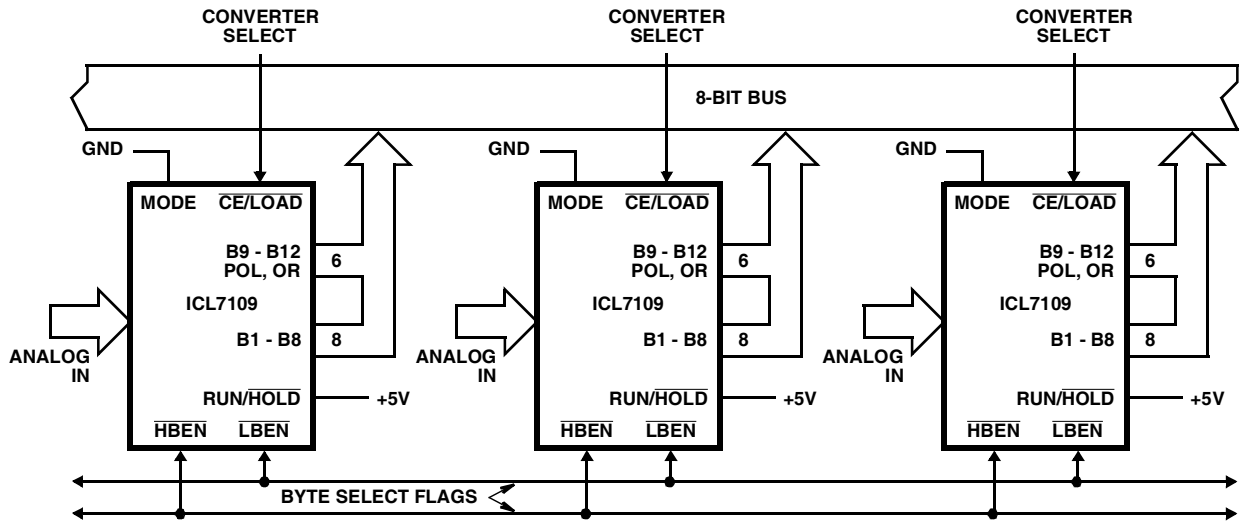 CONVERTER
SELECT
CONVERTER
SELECT
CONVERTER
SELECT
8-BIT BUS
GND
MODE
CE/LOAD
B9 - B12
POL, OR
6
ICL7109
B1 - B8
8
ANALOG
IN
RUN/HOLD
+5V
HBEN
LBEN
GND
MODE
CE/LOAD
B9 - B12
POL, OR
6
ICL7109
B1 - B8
8
ANALOG
IN
RUN/HOLD
+5V
HBEN
LBEN
GND
MODE
CE/LOAD
B9 - B12
POL, OR
6
ICL7109
B1 - B8
8
ANALOG
IN
RUN/HOLD
+5V
HBEN
LBEN
BYTE SELECT FLAGS